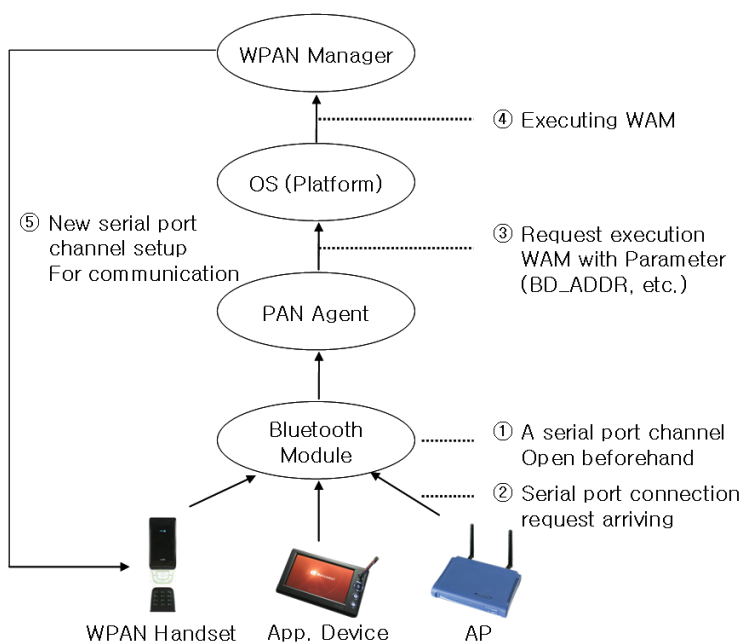 WPAN Manager
④ Executing WAM
OS (Platform)
⑤ New serial port
channel setup
For communication
③ Request execution
WAM with Parameter
(BD_ADDR, etc.)
PAN Agent
Bluetooth
Module
① A serial port channel
Open beforehand
② Serial port connection
request arriving
WPAN Handset
App. Device
AP